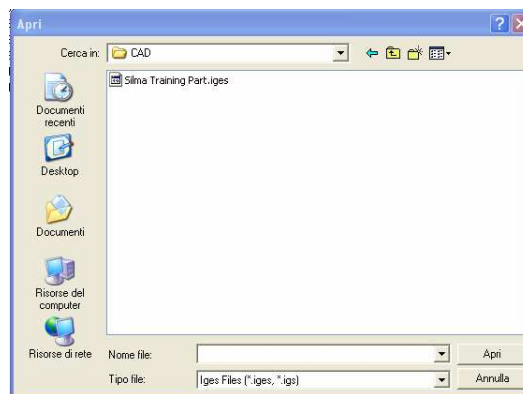 Apri
Cerca in: CAD
Silma Training Part.iges
Documenti
recenti
Desktop
Documenti
Risorse del
computer
Risorse di rete
Nome file:
Apri
Tipo file: Iges Files (*.iges, *.igs)
Annulla